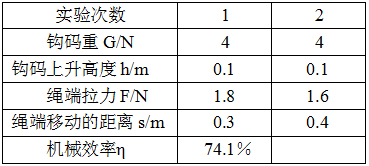 实验次数 1 2
钩码重 G/N 4 4
钩码上升高度 h/m 0.1 0.1
绳端拉力 F/N 1.8 1.6
绳端移动的距离 s/m 0.3 0.4
机械效率η 74.1%